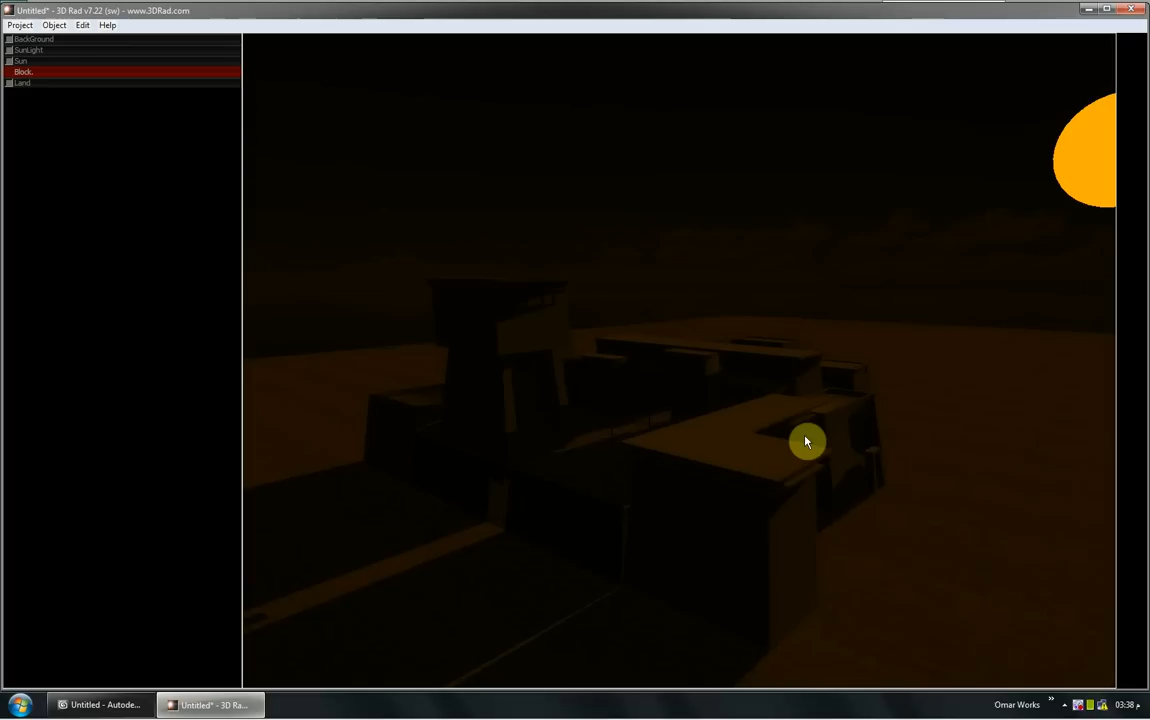 Untitled* - 3D Rad v7.22 (sw) - www.3DRad.com
Project Object Edit Help
BackGround
SunLight
Sun
Block.
Land
Untitled - Autode...
Untitled* - 3D Ra...
Omar Works
03:38 م